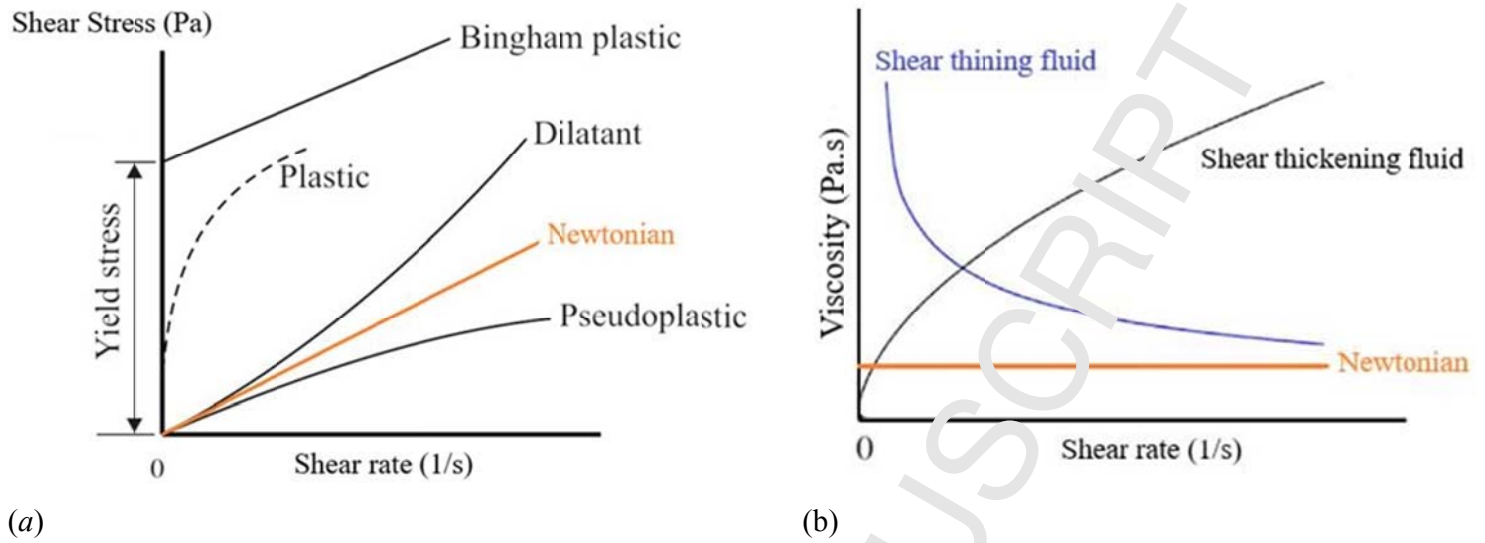 Shear Stress (Pa)
Bingham plastic
Dilatant
Plastic
Newtonian
Pseudoplastic
Yield stress
0
Shear rate (1/s)
(a)
Shear thining fluid
Shear thickening fluid
Newtonian
Viscosity (Pa.s)
0
Shear rate (1/s)
(b)
USCRIPT